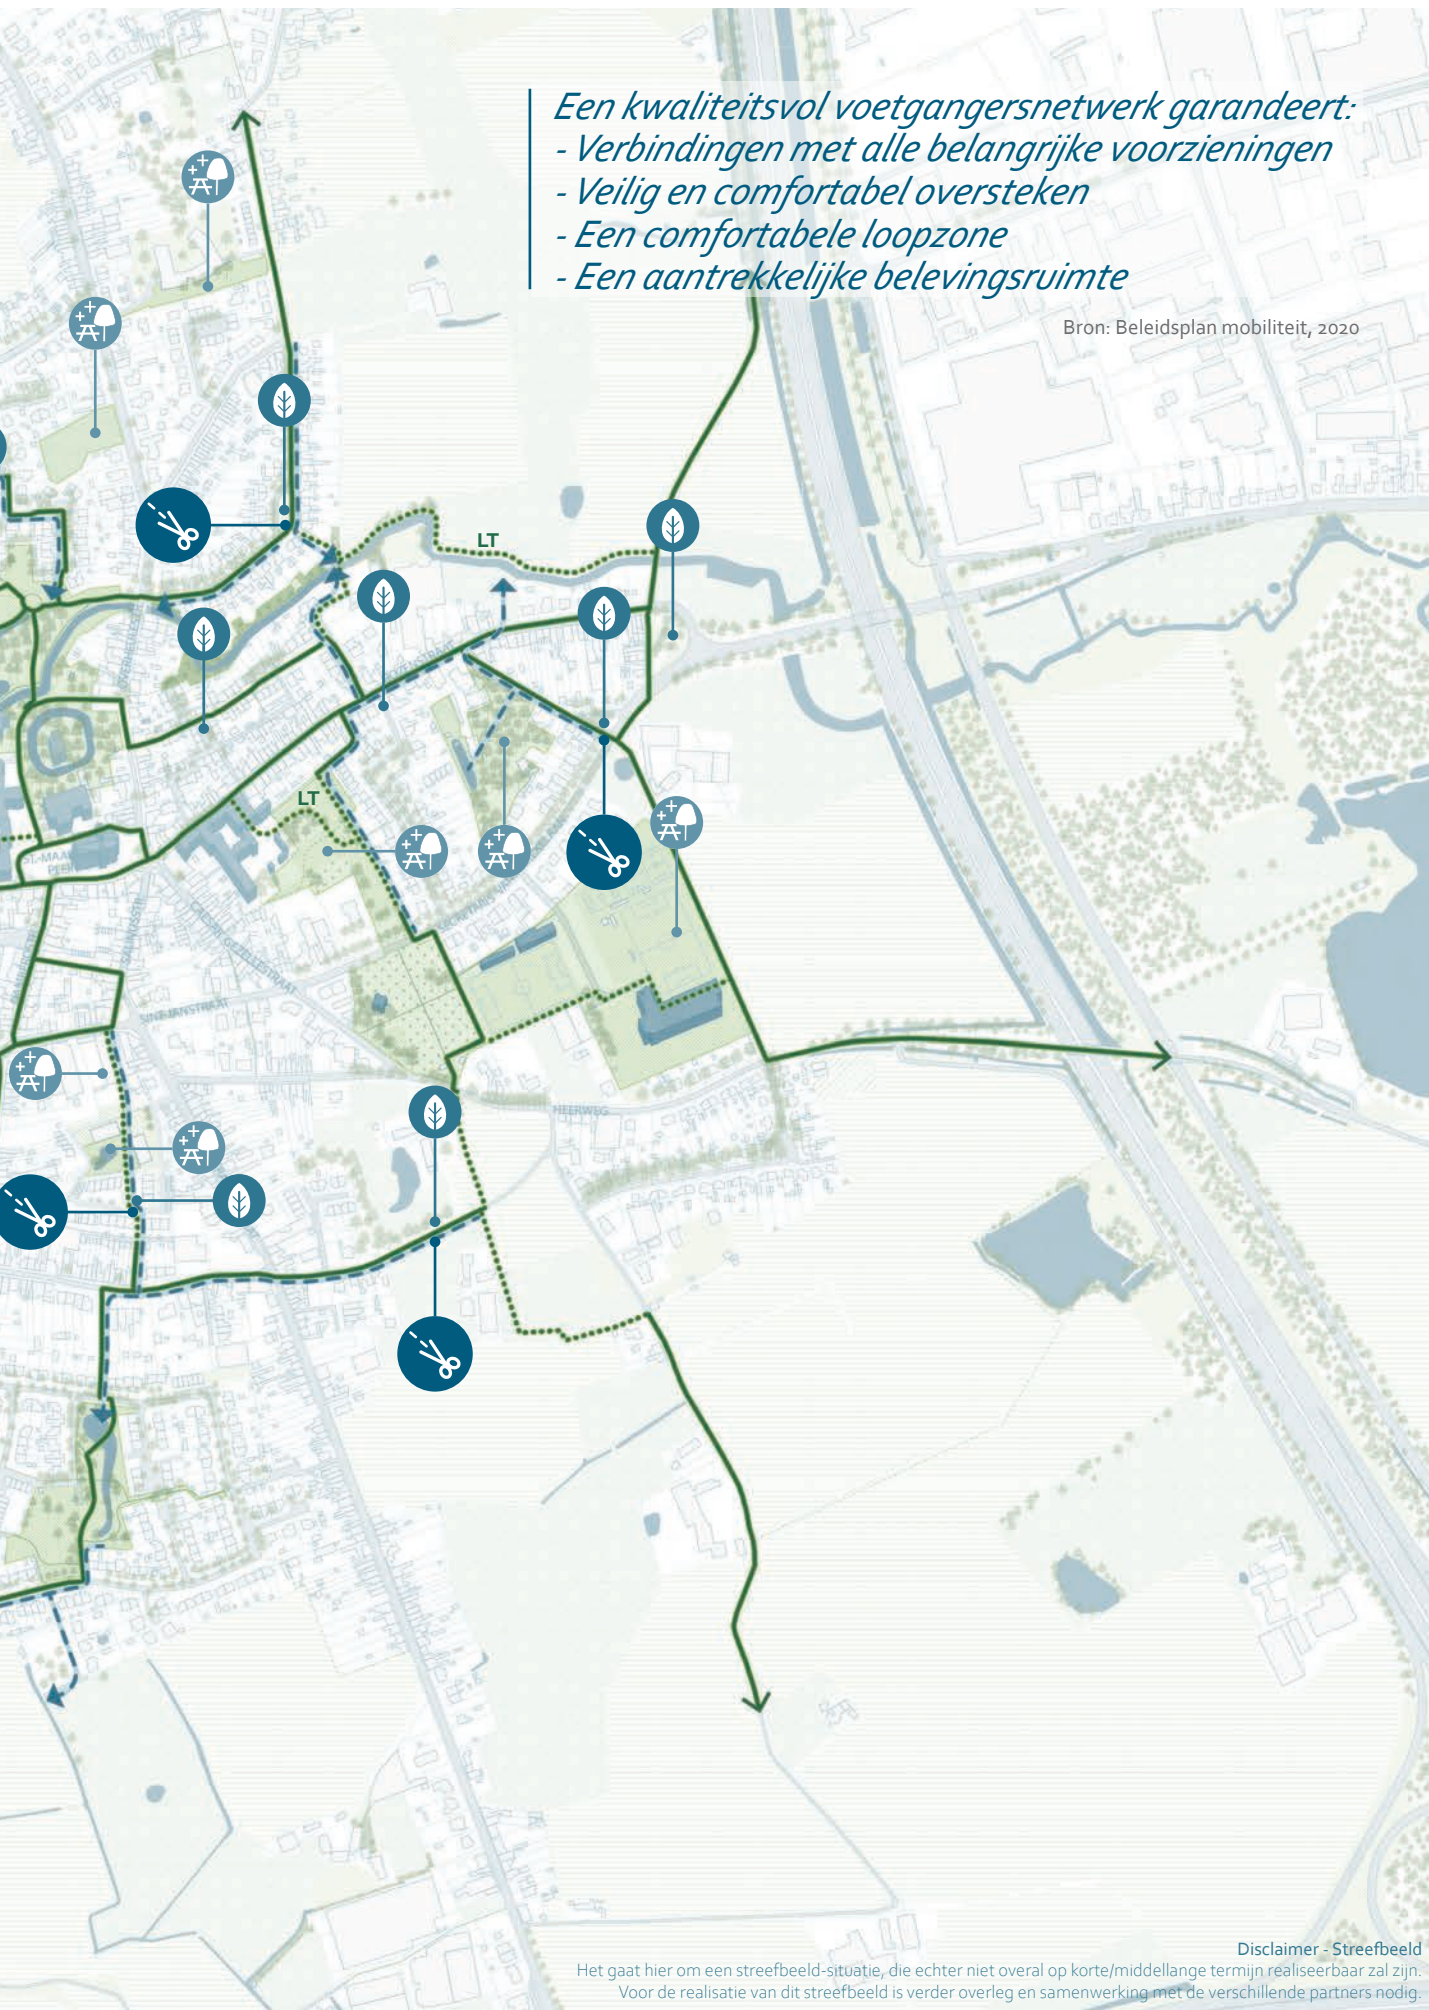 Een kwaliteitsvol voetgangersnetwerk garandeert:
- Verbindingen met alle belangrijke voorzieningen
- Veilig en comfortabel oversteken
- Een comfortabele loopzone
- Een aantrekkelijke belevingsruimte
Bron: Beleidsplan mobiliteit, 2020
LT
LT
GUIDO GEZELLESTRAAT
SINT-JANSTRAAT
HEERWEG
Disclaimer - Streefbeeld
Het gaat hier om een streefbeeld-situatie, die echter niet overal op korte/middellange termijn realiseerbaar zal zijn.
Voor de realisatie van dit streefbeeld is verder overleg en samenwerking met de verschillende partners nodig.